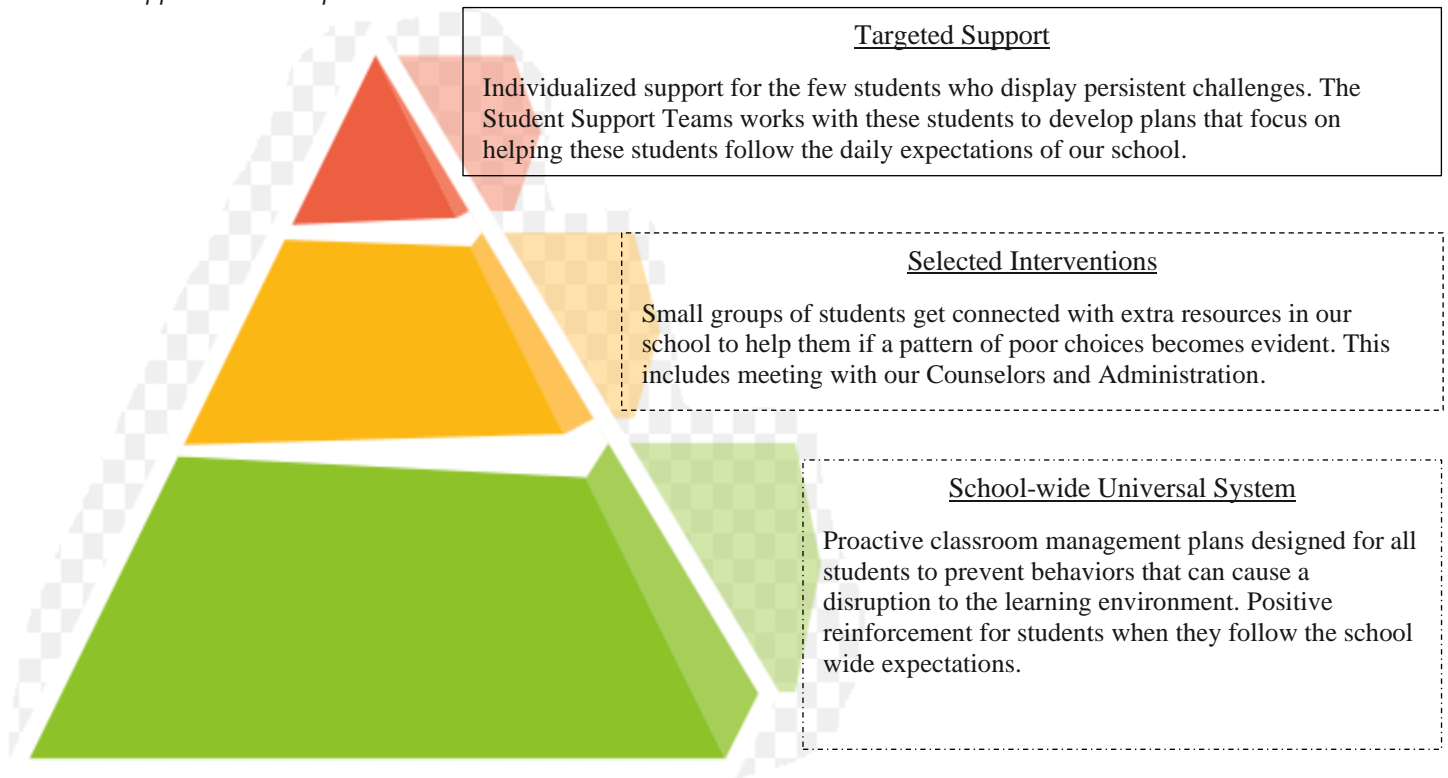 Targeted Support
Individualized support for the few students who display persistent challenges. The
Student Support Teams works with these students to develop plans that focus on
helping these students follow the daily expectations of our school.
Selected Interventions
Small groups of students get connected with extra resources in our
school to help them if a pattern of poor choices becomes evident. This
includes meeting with our Counselors and Administration.
School-wide Universal System
Proactive classroom management plans designed for all
students to prevent behaviors that can cause a
disruption to the learning environment. Positive
reinforcement for students when they follow the school
wide expectations.